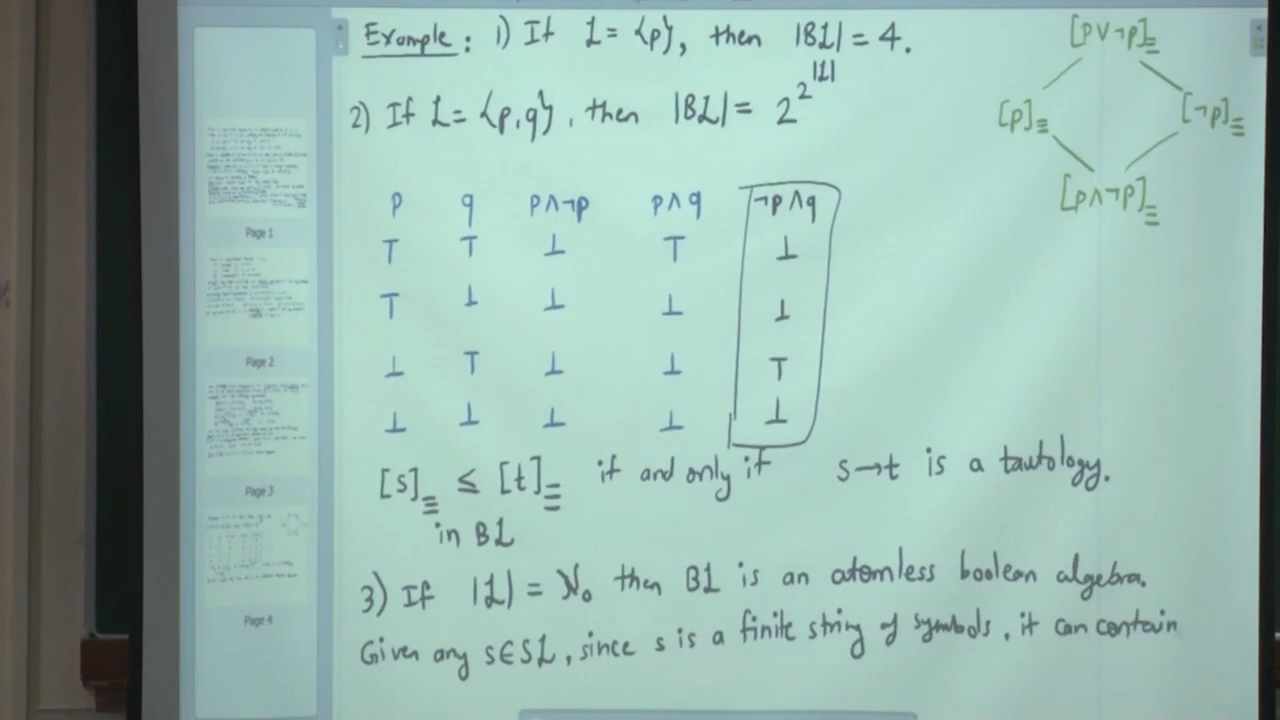 Example: 1) If L = {p}, then |BL| = 4.
2) If L = {p, q}, then |BL| = 2^2^|L|
[p∨¬p]≡
[p]≡ [¬p]≡
[p∧¬p]≡
p q p∧¬p p∧q ¬p∧q
T T ⊥ T ⊥
T ⊥ ⊥ ⊥ ⊥
⊥ T ⊥ ⊥ T
⊥ ⊥ ⊥ ⊥ ⊥
[s]≡ ≤ [t]≡ if and only if s→t is a tautology.
in BL
3) If |L| = ℵ₀ then BL is an atomless boolean algebra.
Given any s∈SL, since s is a finite string of symbols, it can contain
Page 1
Page 2
Page 3
Page 4